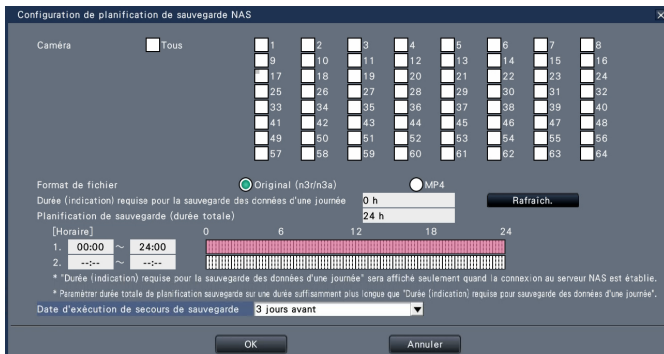 Configuration de planification de sauvegarde NAS
Caméra Tous 1 2 3 4 5 6 7 8
9 10 11 12 13 14 15 16
17 18 19 20 21 22 23 24
25 26 27 28 29 30 31 32
33 34 35 36 37 38 39 40
41 42 43 44 45 46 47 48
49 50 51 52 53 54 55 56
57 58 59 60 61 62 63 64
Format de fichier Original (n3r/n3a) MP4
Durée (indication) requise pour la sauvegarde des données d'une journée 0 h Rafraîch.
Planification de sauvegarde (durée totale) 24 h
[Horaire] 0 6 12 18 24
1. 00:00 ~ 24:00
2. --:-- ~ --:--
* "Durée (indication) requise pour la sauvegarde des données d'une journée" sera affiché seulement quand la connexion au serveur NAS est établie.
* Paramétrer durée totale de planification sauvegarde sur une durée suffisamment plus longue que "Durée (indication) requise pour sauvegarde des données d'une journée".
Date d'exécution de secours de sauvegarde 3 jours avant
OK Annuler